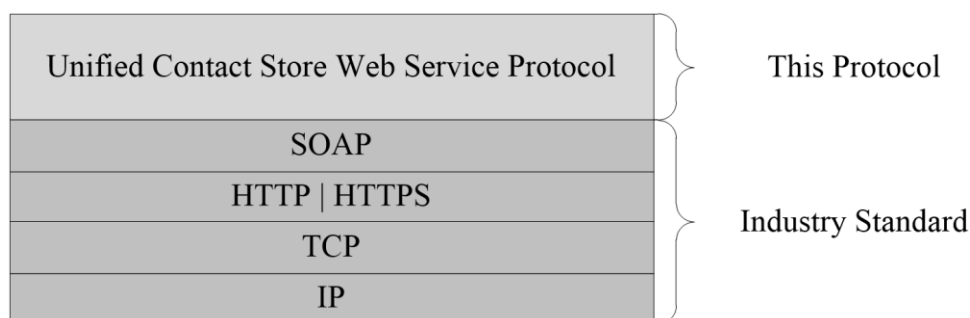 Unified Contact Store Web Service Protocol
This Protocol
SOAP
HTTP | HTTPS
TCP
IP
Industry Standard